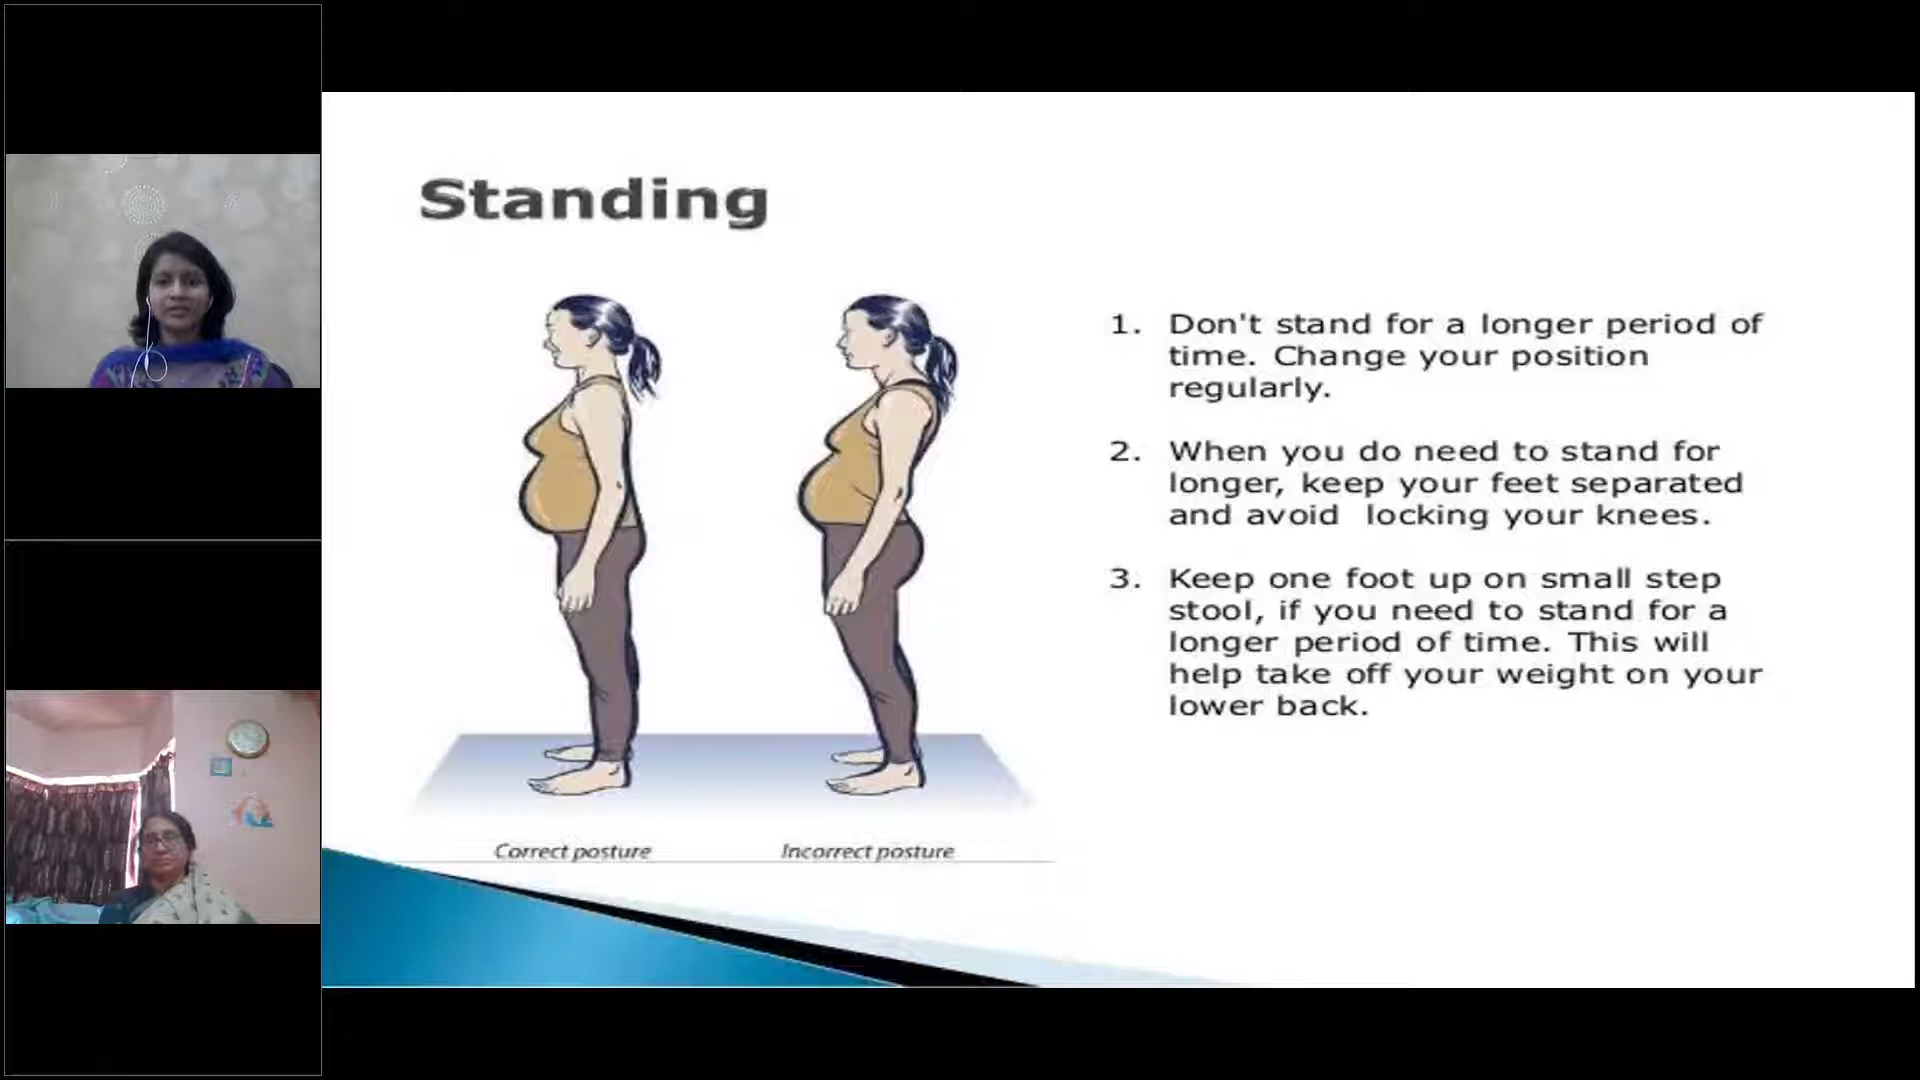 Standing
1. Don't stand for a longer period of
time. Change your position
regularly.
2. When you do need to stand for
longer, keep your feet separated
and avoid locking your knees.
3. Keep one foot up on small step
stool, if you need to stand for a
longer period of time. This will
help take off your weight on your
lower back.
Correct posture
Incorrect posture